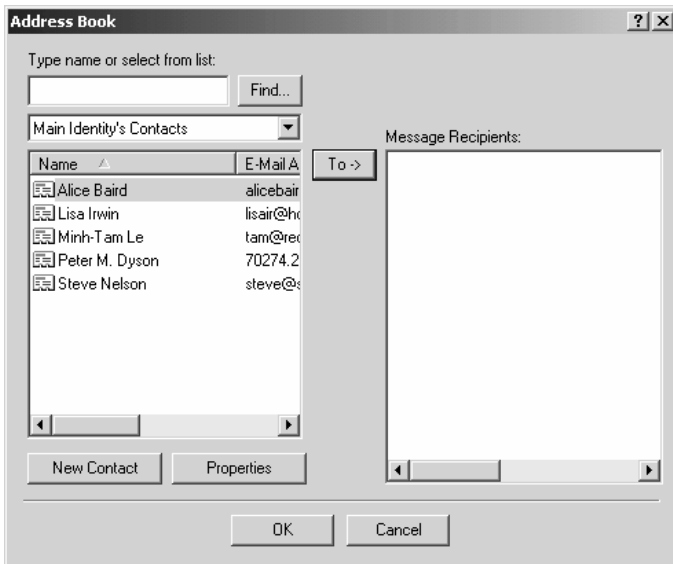 Address Book
Type name or select from list:
Find...
Main Identity's Contacts
Message Recipients:
Name E-Mail A
To ->
Alice Baird alicebair
Lisa Irwin lisair@ho
Minh-Tam Le tam@red
Peter M. Dyson 70274.2
Steve Nelson steve@s
New Contact Properties
OK Cancel